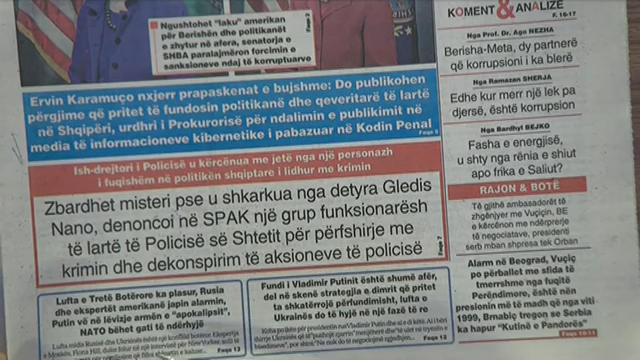 Ngushtohet "laku" amerikan
për Berishën dhe politikanët
e zhytur në afera, senatorja e
SHBA paralajmëron forcimin e
sanksioneve ndaj të korruptuarve
Ervin Karamuço nxjerr prapaskenat e bujshme: Do publikohen
përgjime që pritet të fundosin politikanë dhe qeveritarë të lartë
në Shqipëri, urdhri i Prokurorisë për ndalimin e publikimit në
media të informacioneve kibernetike i pabazuar në Kodin Penal
Ish-drejtori i Policisë u kërcënua me jetë nga një personazh
i fuqishëm në politikën shqiptare i lidhur me krimin
Zbardhet misteri pse u shkarkua nga detyra Gledis
Nano, denoncoi në SPAK një grup funksionarësh
të lartë të Policisë së Shtetit për përfshirje me
krimin dhe dekonspirim të aksioneve të policisë
Lufta e Tretë Botërore ka plasur, Rusia
dhe ekspertët amerikanë japin alarmin,
Putin vë në lëvizje armën e "apokalipsit",
NATO bëhet gati të ndërhyjë
Fundi i Vladimir Putinit është shumë afër,
del në skenë strategjia e dimrit që pritet
ta shkatërrojë përfundimisht, lufta e
Ukrainës do të hyjë në një fazë të re
KOMENT & ANALIZË
F. 16-17
Nga Prof. Dr. Ags NEZHA
Berisha-Meta, dy partnerë
që korrupsioni i ka blerë
Nga Ramazan SHERJA
Edhe kur merr një lek pa
djersë, është korrupsion
Nga Bardhyl BEJKO
Fasha e energjisë,
u shty nga rënia e shiut
apo frika e Saliut?
RAJON & BOTË
Të gjithë ambasadorët të
zhgënjyer me Vuçiçin, BE
e kërcënon me ndërprerje
të negociatave, presidenti
serb mban shpresa tek Orban
Alarm në Beograd, Vuçiç
po përballet me sfida të
tmerrshme nga fuqitë
Perëndimore, është nën
presionin më të madh që nga viti
1999, Brnabiq tregon se Serbia
ka hapur "Kutinë e Pandorës"